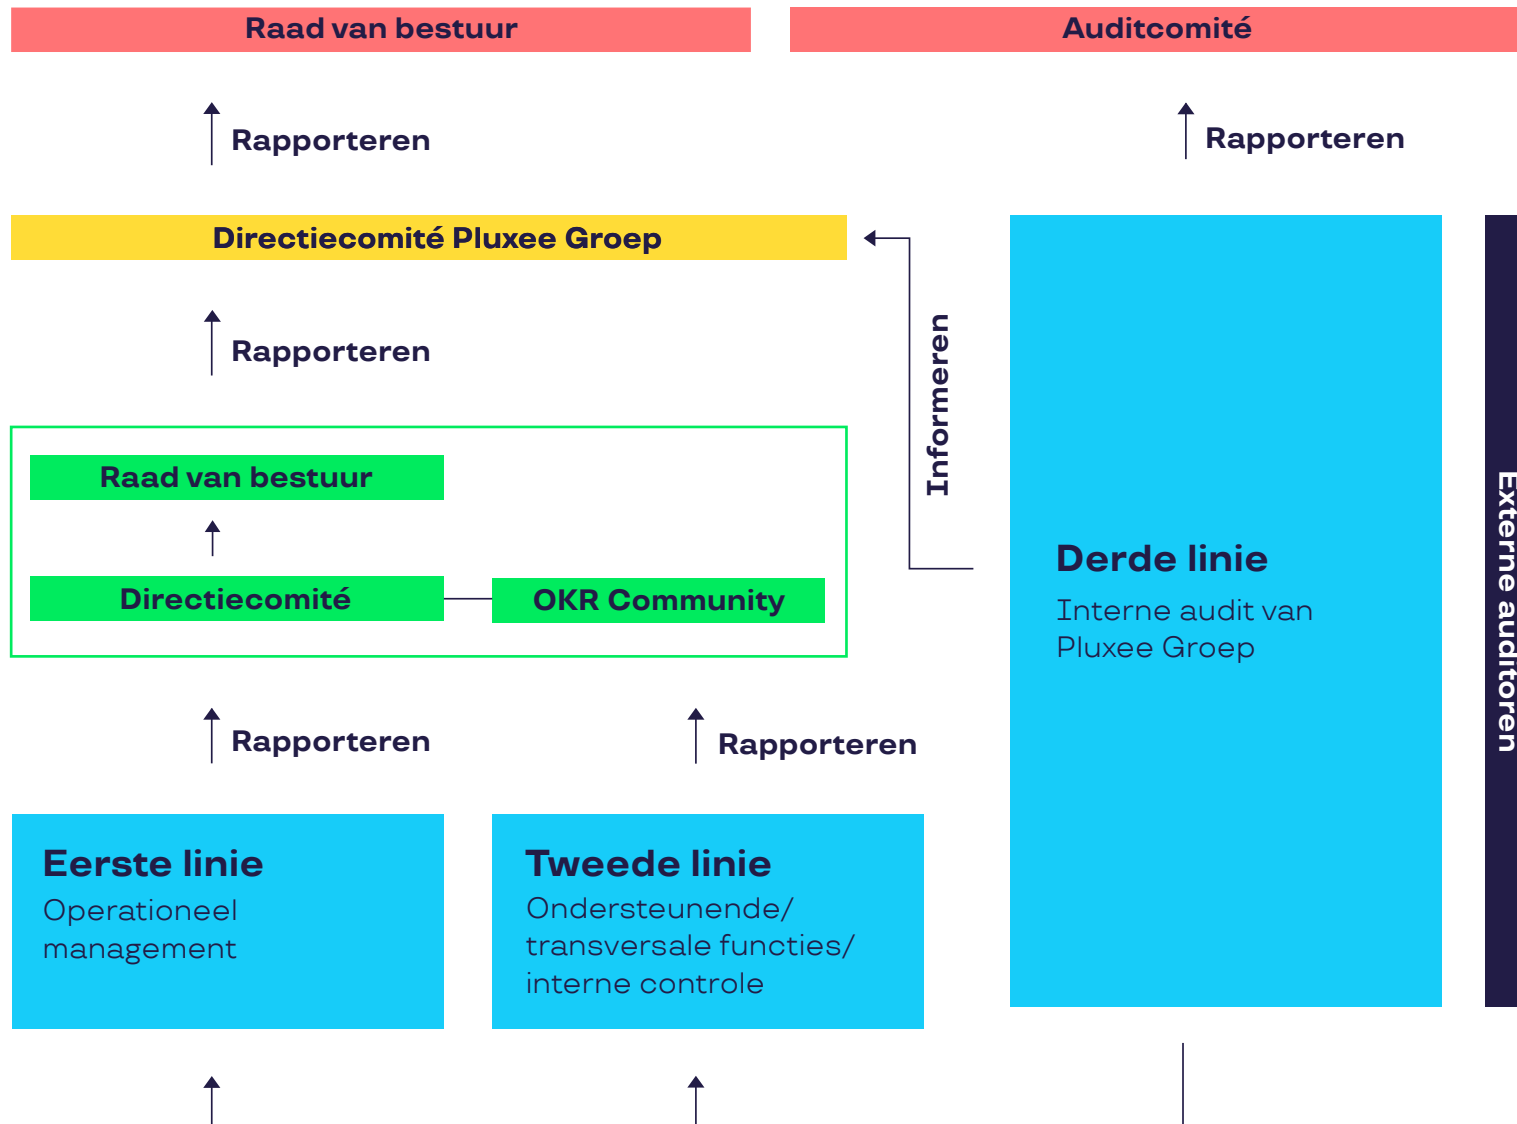 Raad van bestuur
Auditcomité
Rapporteren
Rapporteren
Directiecomité Pluxee Groep
Rapporteren
Informeren
Raad van bestuur
Directiecomité
OKR Community
Derde linie
Interne audit van
Pluxee Groep
Externe auditoren
Rapporteren
Rapporteren
Eerste linie
Operationeel
management
Tweede linie
Ondersteunende/
transversale functies/
interne controle